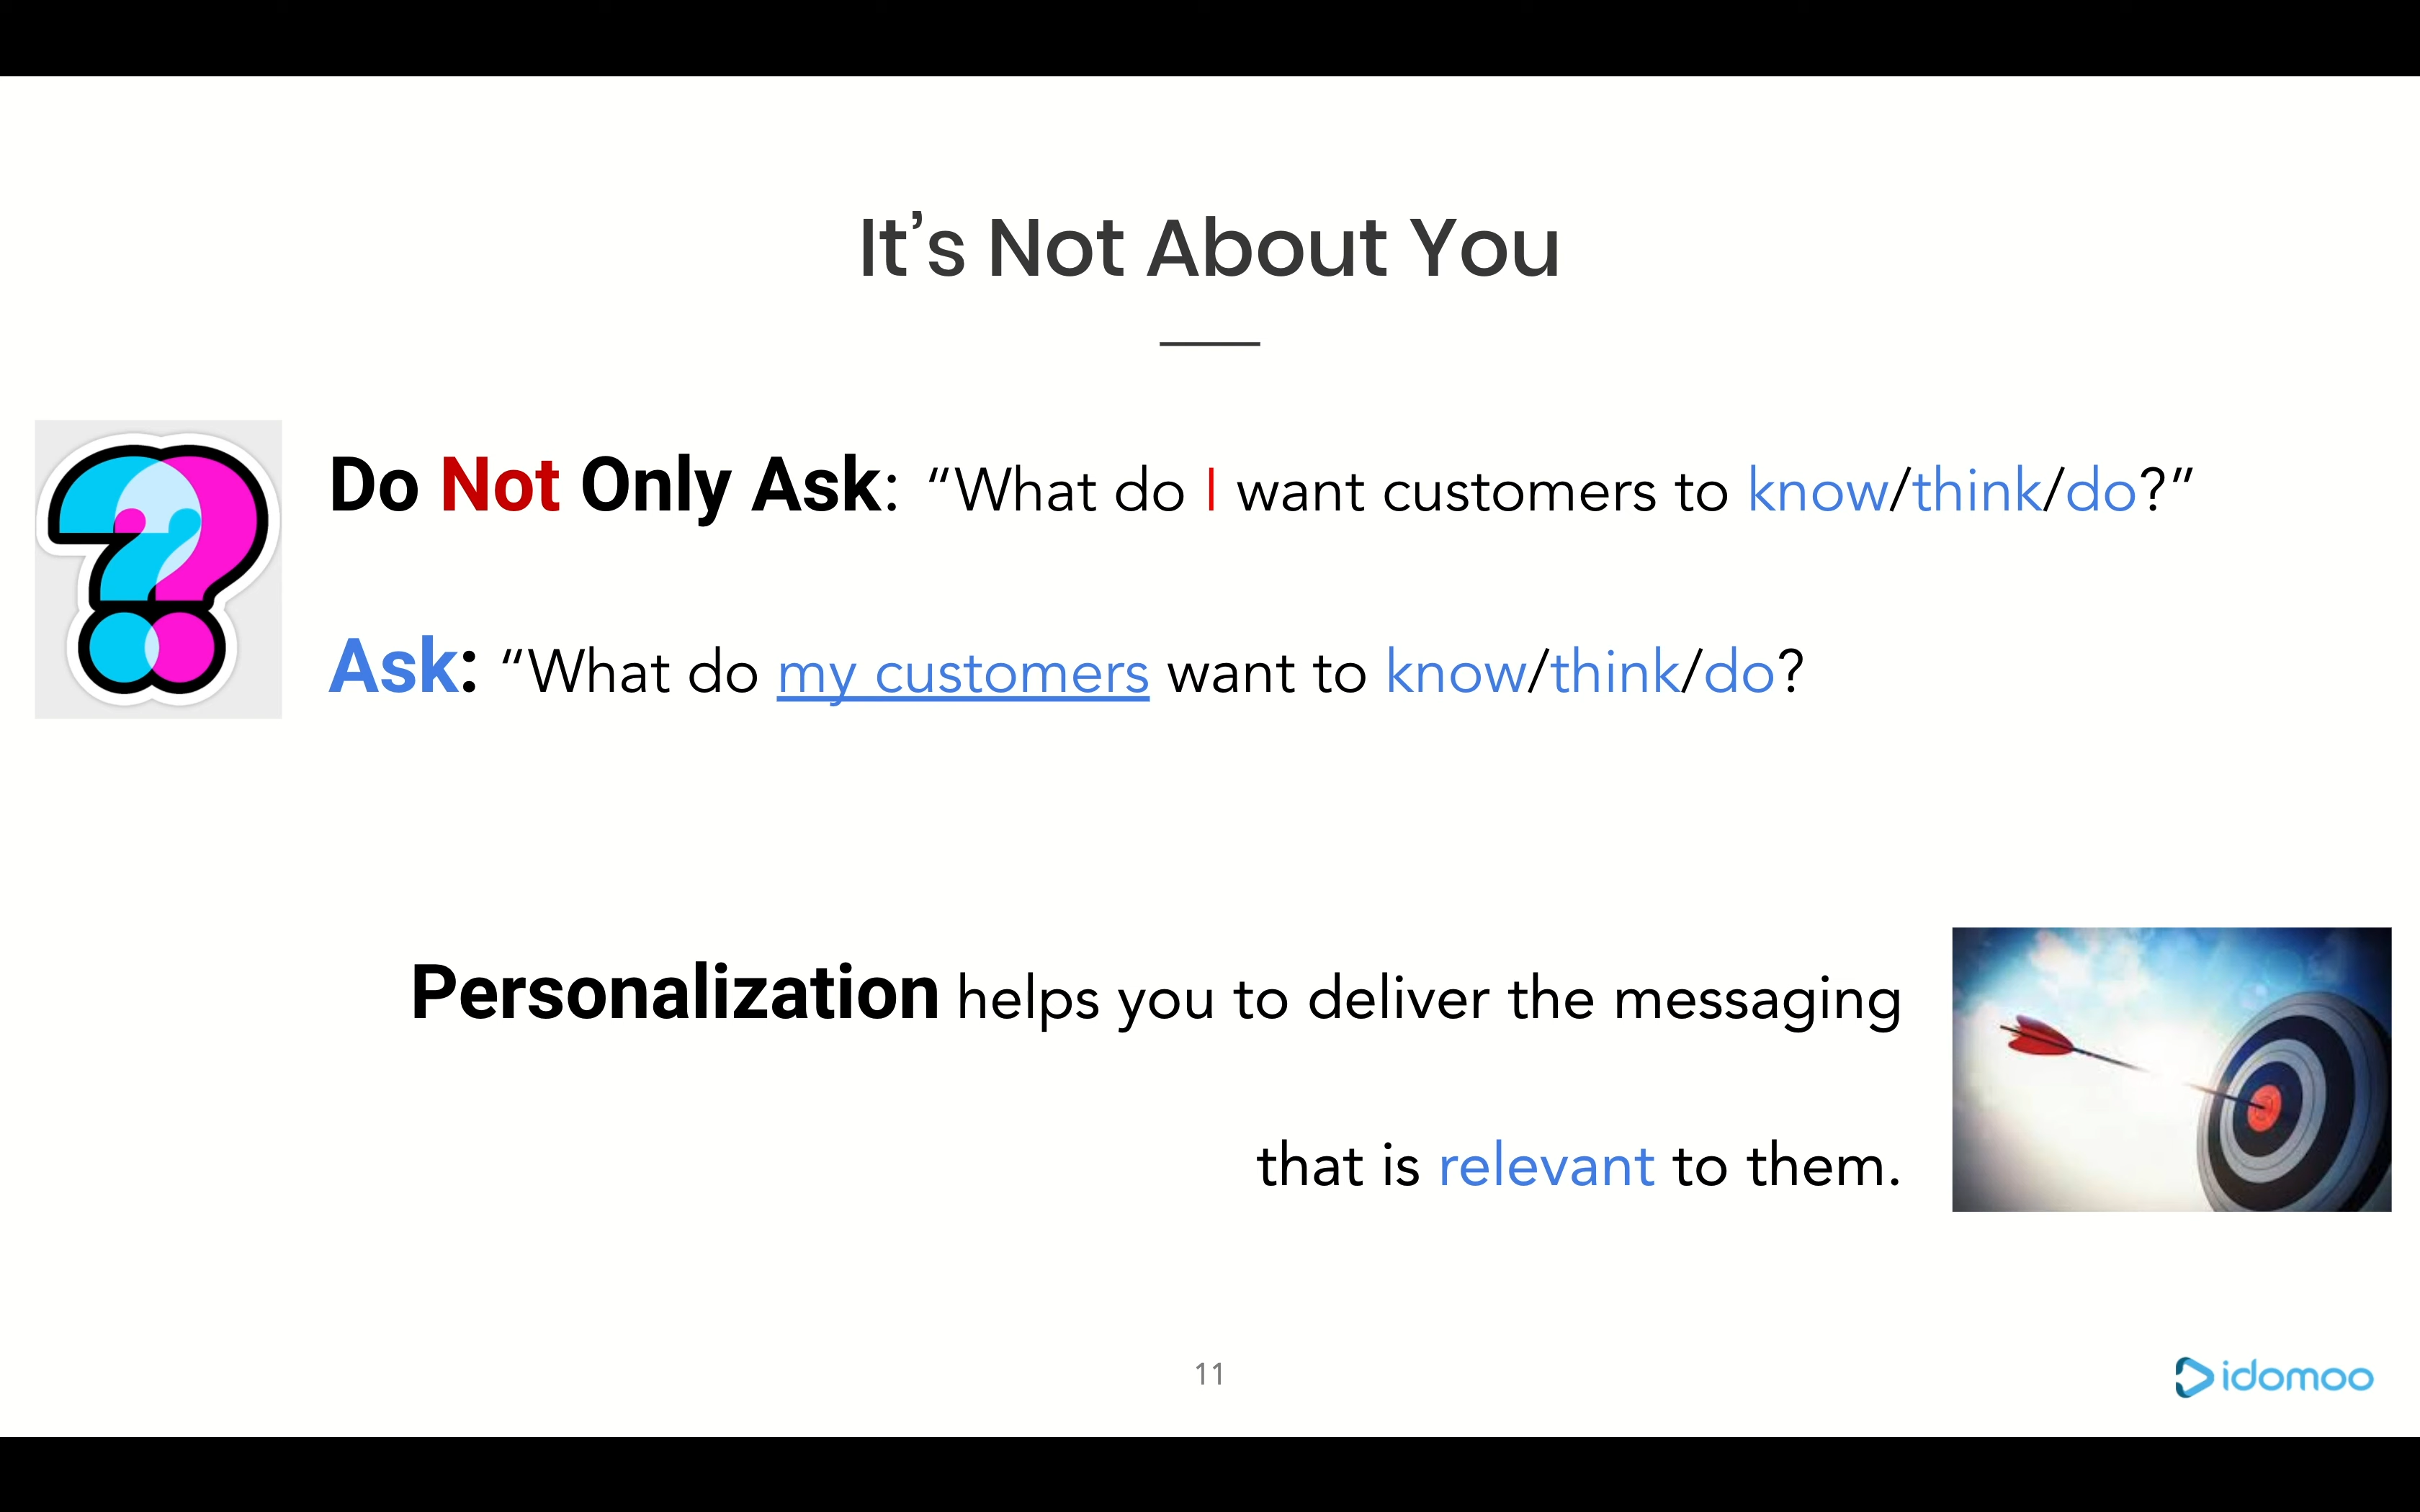 It’s Not About You
Do Not Only Ask: “What do I want customers to know/think/do?”
Ask: “What do my customers want to know/think/do?
Personalization helps you to deliver the messaging
that is relevant to them.
11
idomoo